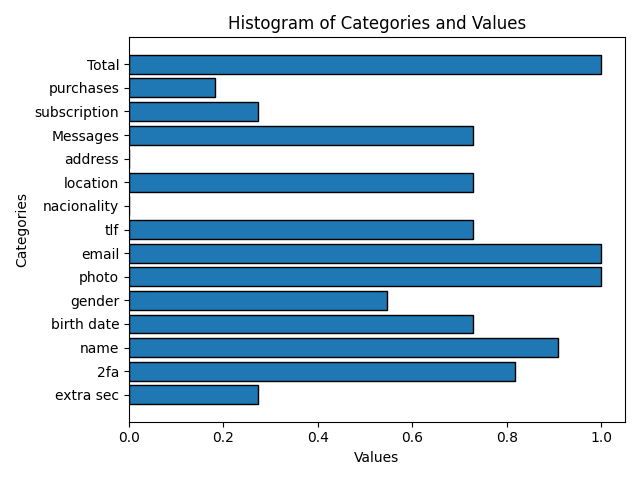 Histogram of Categories and Values
Total
purchases
subscription
Messages
address
location
nacionality
tlf
email
photo
gender
birth date
name
2fa
extra sec
Categories
0.0 0.2 0.4 0.6 0.8 1.0
Values